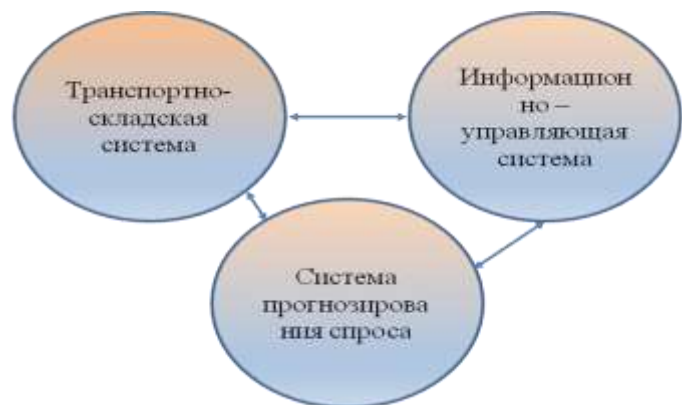 Транспортно-
складская
система
Информацион
но –
управляющая
система
Система
прогнозирова
ния спроса